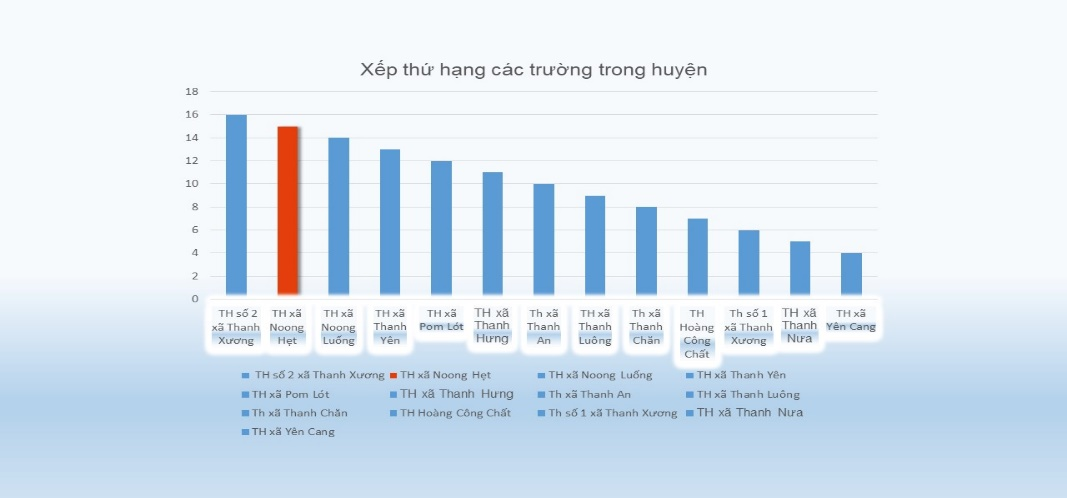 Xếp thứ hạng các trường trong huyện
18
16
14
12
10
8
6
4
2
0
TH số 2 xã Thanh Xương
TH xã Noong Hẹt
TH xã Noong Luống
TH xã Thanh Yên
TH xã Pom Lót
TH xã Thanh Hưng
Th xã Thanh An
TH xã Thanh Luông
Th xã Thanh Chăn
TH Hoàng Công Chất
Th số 1 xã Thanh Xương
TH xã Thanh Nưa
TH xã Yên Cang
TH số 2 xã Thanh Xương TH xã Noong Hẹt TH xã Noong Luống TH xã Thanh Yên
TH xã Pom Lót TH xã Thanh Hưng Th xã Thanh An TH xã Thanh Luông
Th xã Thanh Chăn TH Hoàng Công Chất Th số 1 xã Thanh Xương TH xã Thanh Nưa
TH xã Yên Cang